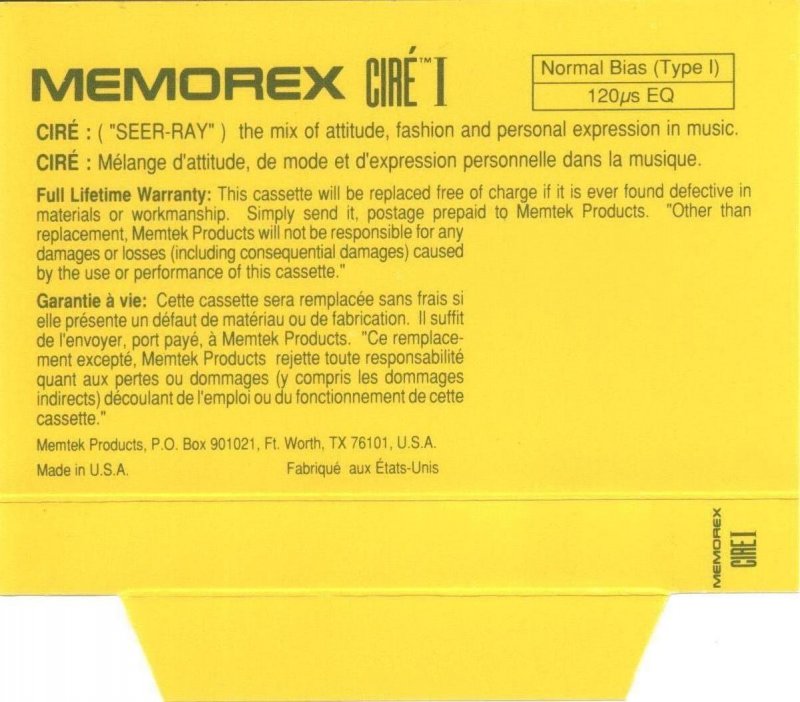 MEMOREX CIRÉ™ I
Normal Bias (Type I)
120µs EQ
CIRÉ : ( "SEER-RAY" ) the mix of attitude, fashion and personal expression in music.
CIRÉ : Mélange d'attitude, de mode et d'expression personnelle dans la musique.
Full Lifetime Warranty: This cassette will be replaced free of charge if it is ever found defective in
materials or workmanship. Simply send it, postage prepaid to Memtek Products. "Other than
replacement, Memtek Products will not be responsible for any
damages or losses (including consequential damages) caused
by the use or performance of this cassette."
Garantie à vie: Cette cassette sera remplacée sans frais si
elle présente un défaut de matériau ou de fabrication. Il suffit
de l'envoyer, port payé, à Memtek Products. "Ce remplace-
ment excepté, Memtek Products rejette toute responsabilité
quant aux pertes ou dommages (y compris les dommages
indirects) découlant de l'emploi ou du fonctionnement de cette
cassette."
Memtek Products, P.O. Box 901021, Ft. Worth, TX 76101, U.S.A.
Made in U.S.A. Fabriqué aux États-Unis
MEMOREX
CIRÉ I